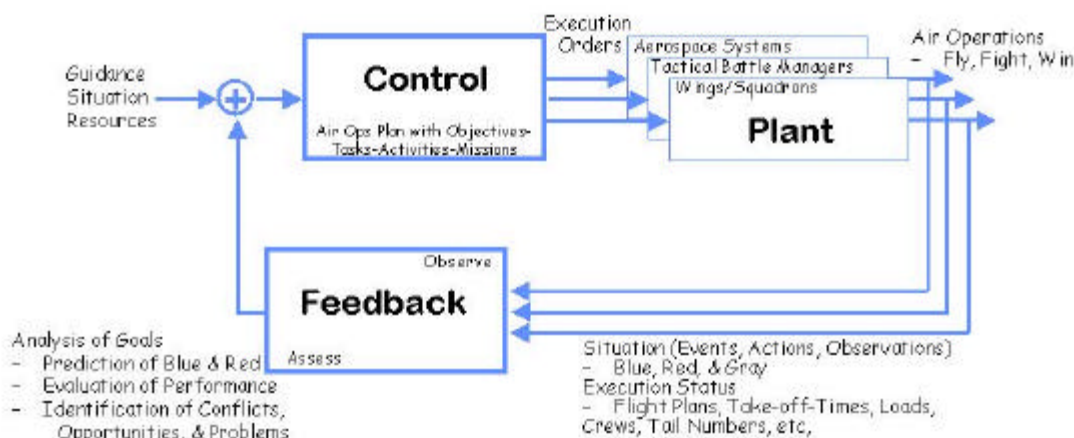 Guidance
Situation
Resources
Control
Air Ops Plan with Objectives-
Tasks-Activities-Missions
Execution
Orders
Aerospace Systems
Tactical Battle Managers
Wings/Squadrons
Plant
Air Operations
- Fly, Fight, Win
Observe
Feedback
Assess
Analysis of Goals
- Prediction of Blue & Red
- Evaluation of Performance
- Identification of Conflicts,
Opportunities, & Problems
Situation (Events, Actions, Observations)
- Blue, Red, & Gray
Execution Status
- Flight Plans, Take-off-Times, Loads,
Crews, Tail Numbers, etc,